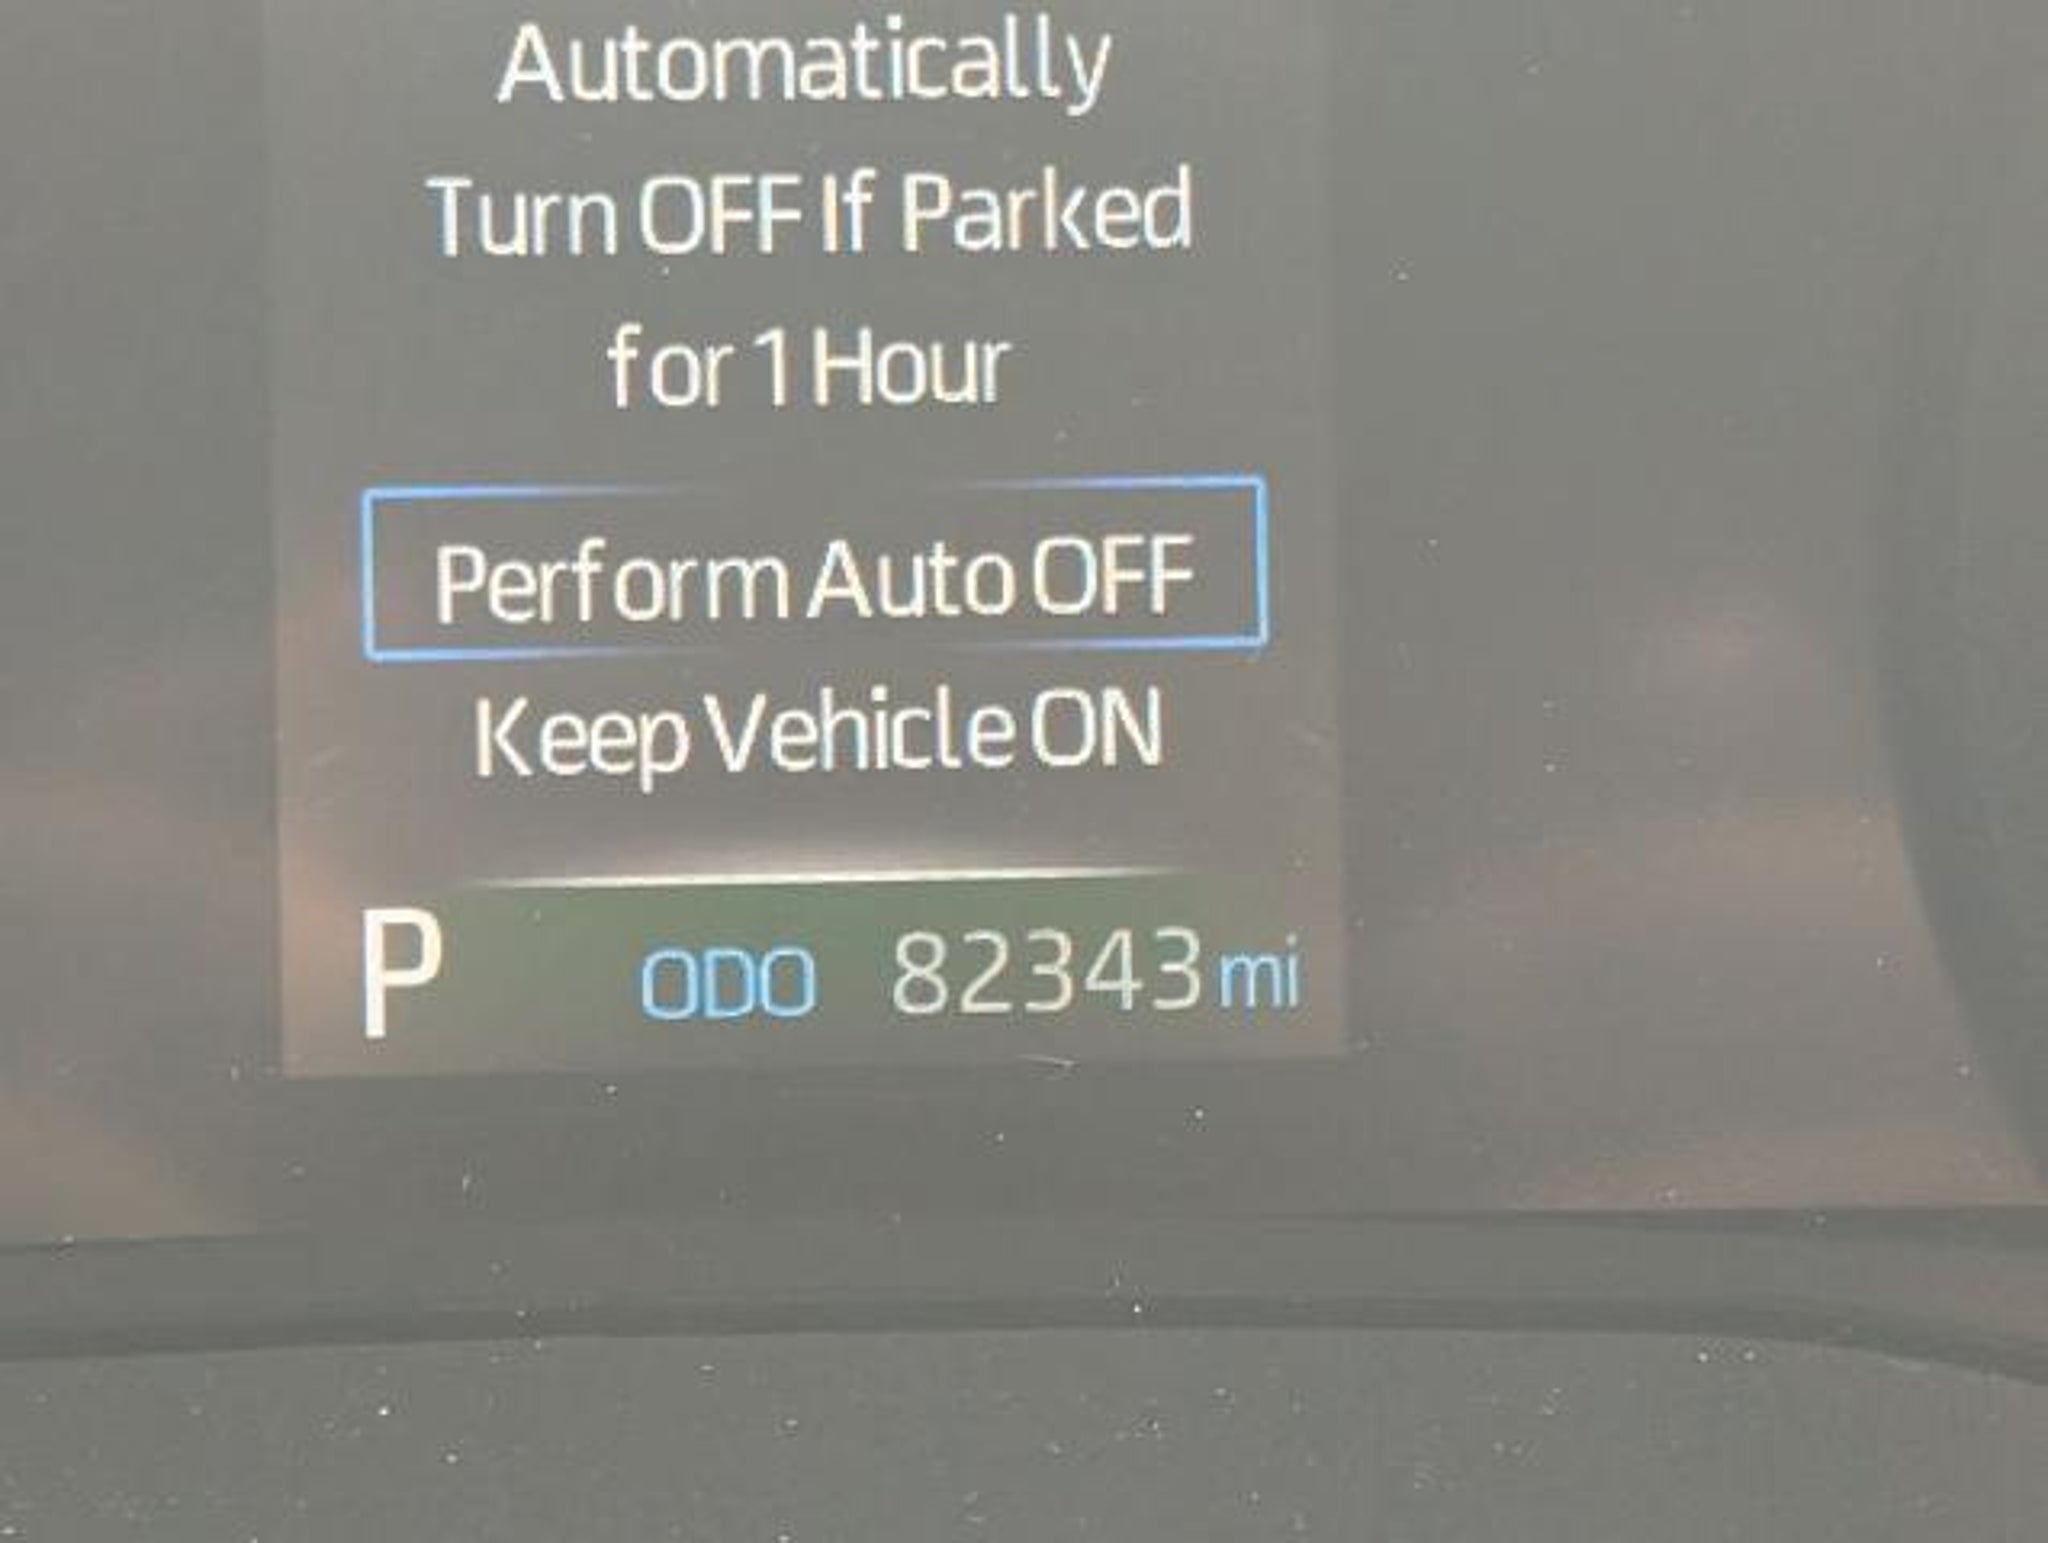 Automatically
Turn OFF If Parked
for 1 Hour
Perform Auto OFF
Keep Vehicle ON
P ODO 82343 mi